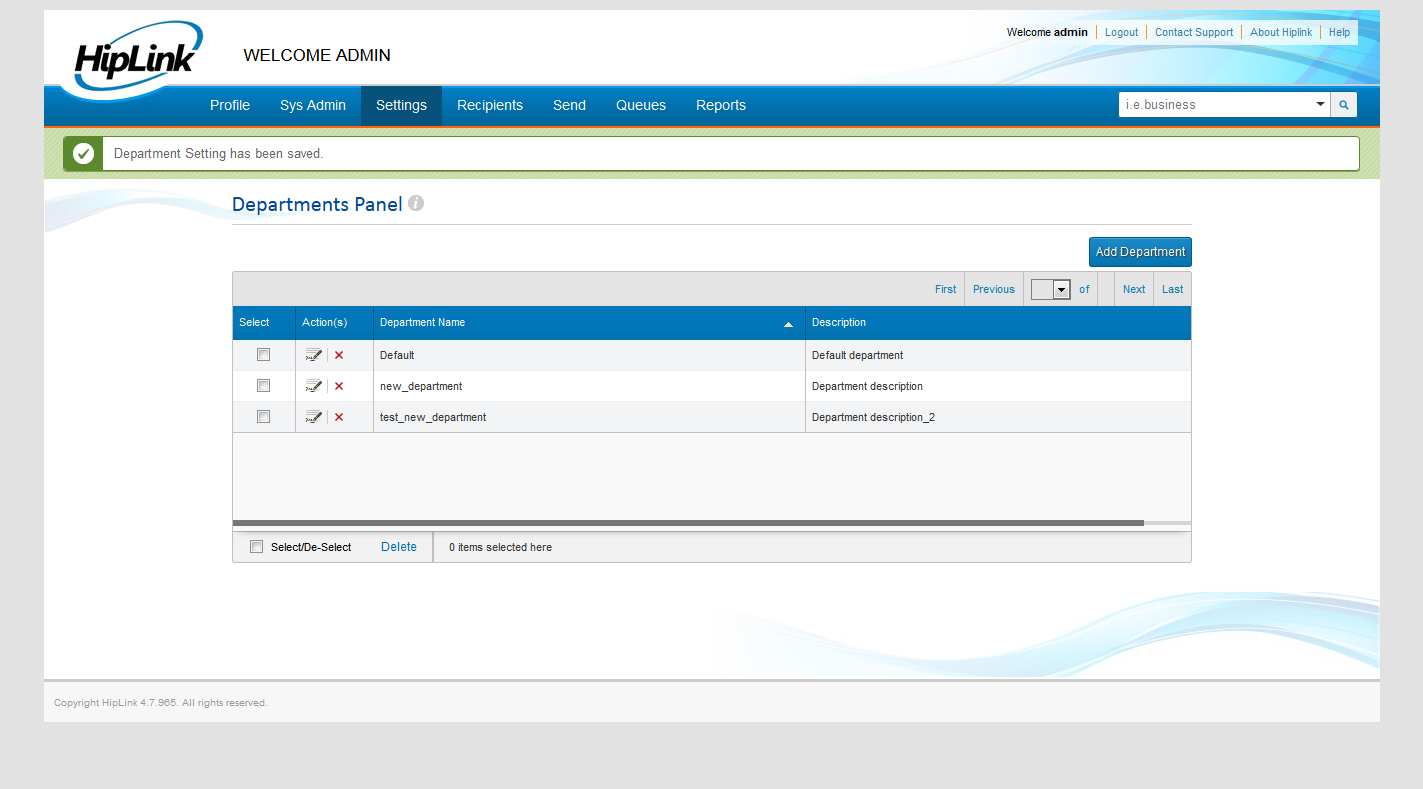 HipLink
WELCOME ADMIN
Welcome admin Logout Contact Support About Hiplink Help
Profile Sys Admin Settings Recipients Send Queues Reports i.e.business
Department Setting has been saved.
Departments Panel i
Add Department
First Previous of Next Last
Select Action(s) Department Name Description
Default Default department
new_department Department description
test_new_department Department description_2
Select/De-Select Delete 0 items selected here
Copyright HipLink 4.7.965. All rights reserved.